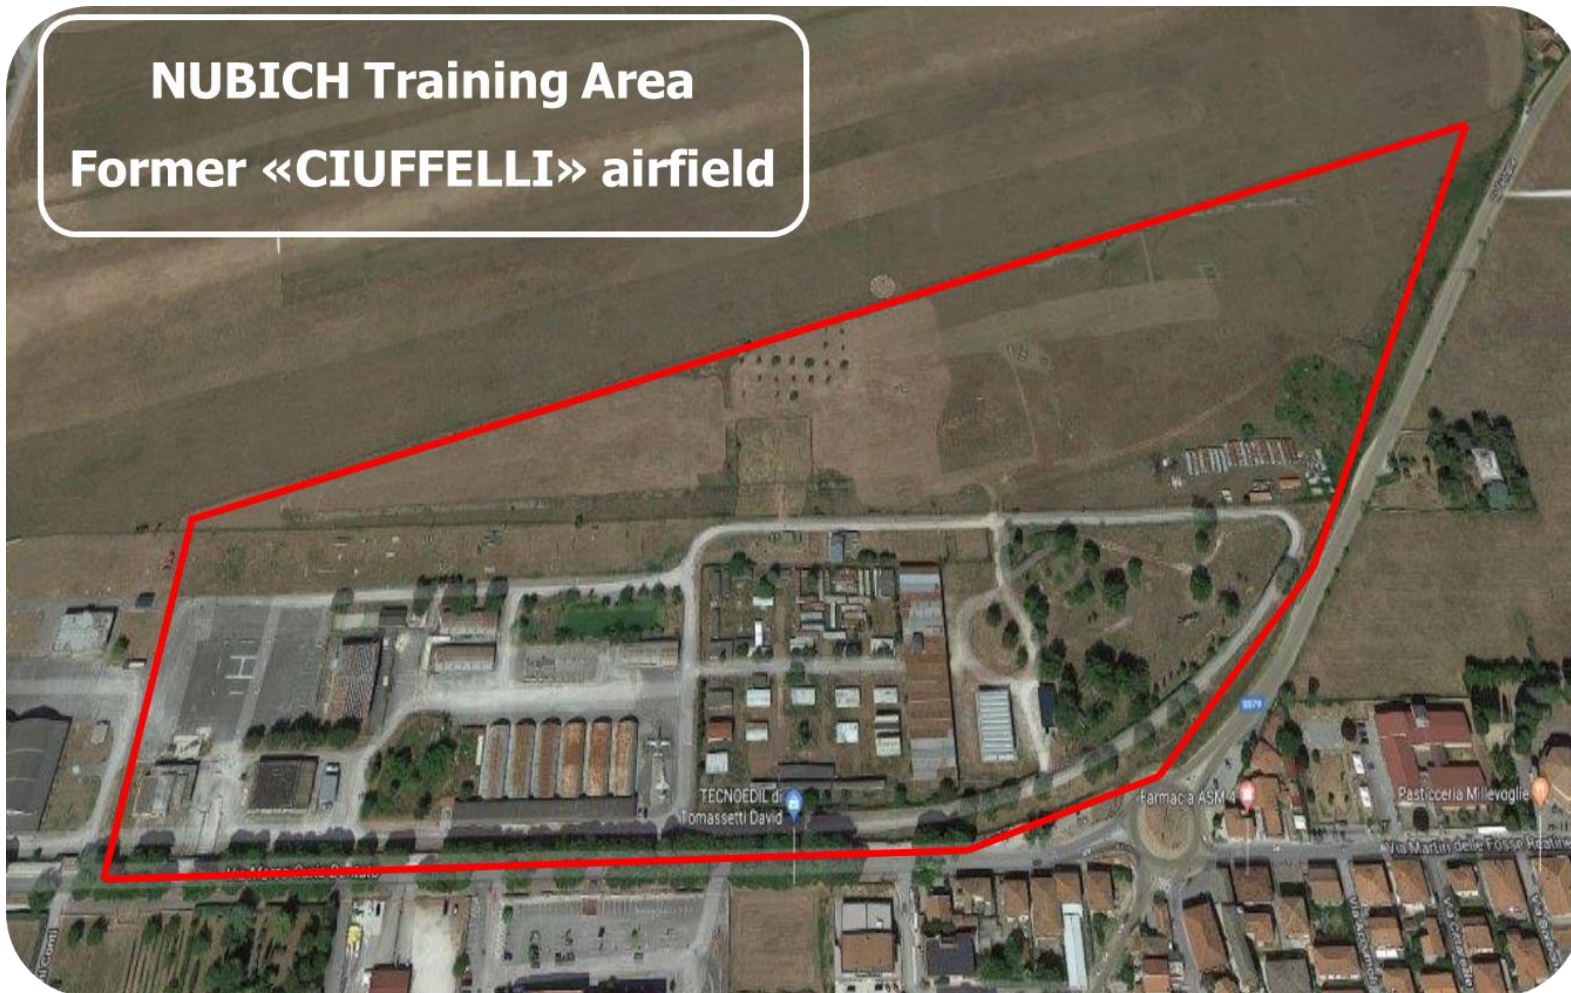 NUBICH Training Area
Former «CIUFFELLI» airfield
H
SS79
TECNOEDIL di
Tomassetti David
Farmacia ASM 4
Pasticceria Millevoglie
Via Martiri delle Fosse Reatine